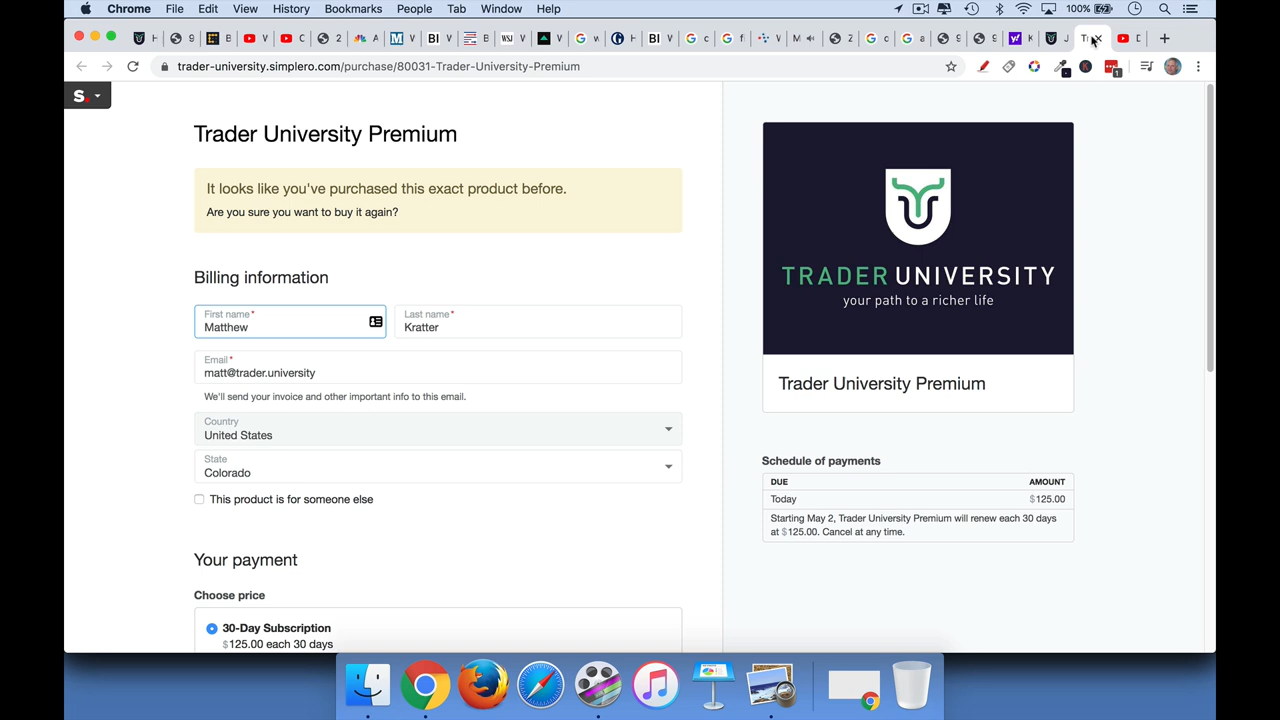 Chrome File Edit View History Bookmarks People Tab Window Help 100%
trader-university.simplero.com/purchase/80031-Trader-University-Premium
S.
Trader University Premium
It looks like you've purchased this exact product before.
Are you sure you want to buy it again?
Billing information
First name*
Matthew
Last name*
Kratter
Email*
matt@trader.university
We'll send your invoice and other important info to this email.
Country
United States
State
Colorado
This product is for someone else
Your payment
Choose price
30-Day Subscription
$125.00 each 30 days
TRADER UNIVERSITY
your path to a richer life
Trader University Premium
Schedule of payments
DUE AMOUNT
Today $125.00
Starting May 2, Trader University Premium will renew each 30 days
at $125.00. Cancel at any time.